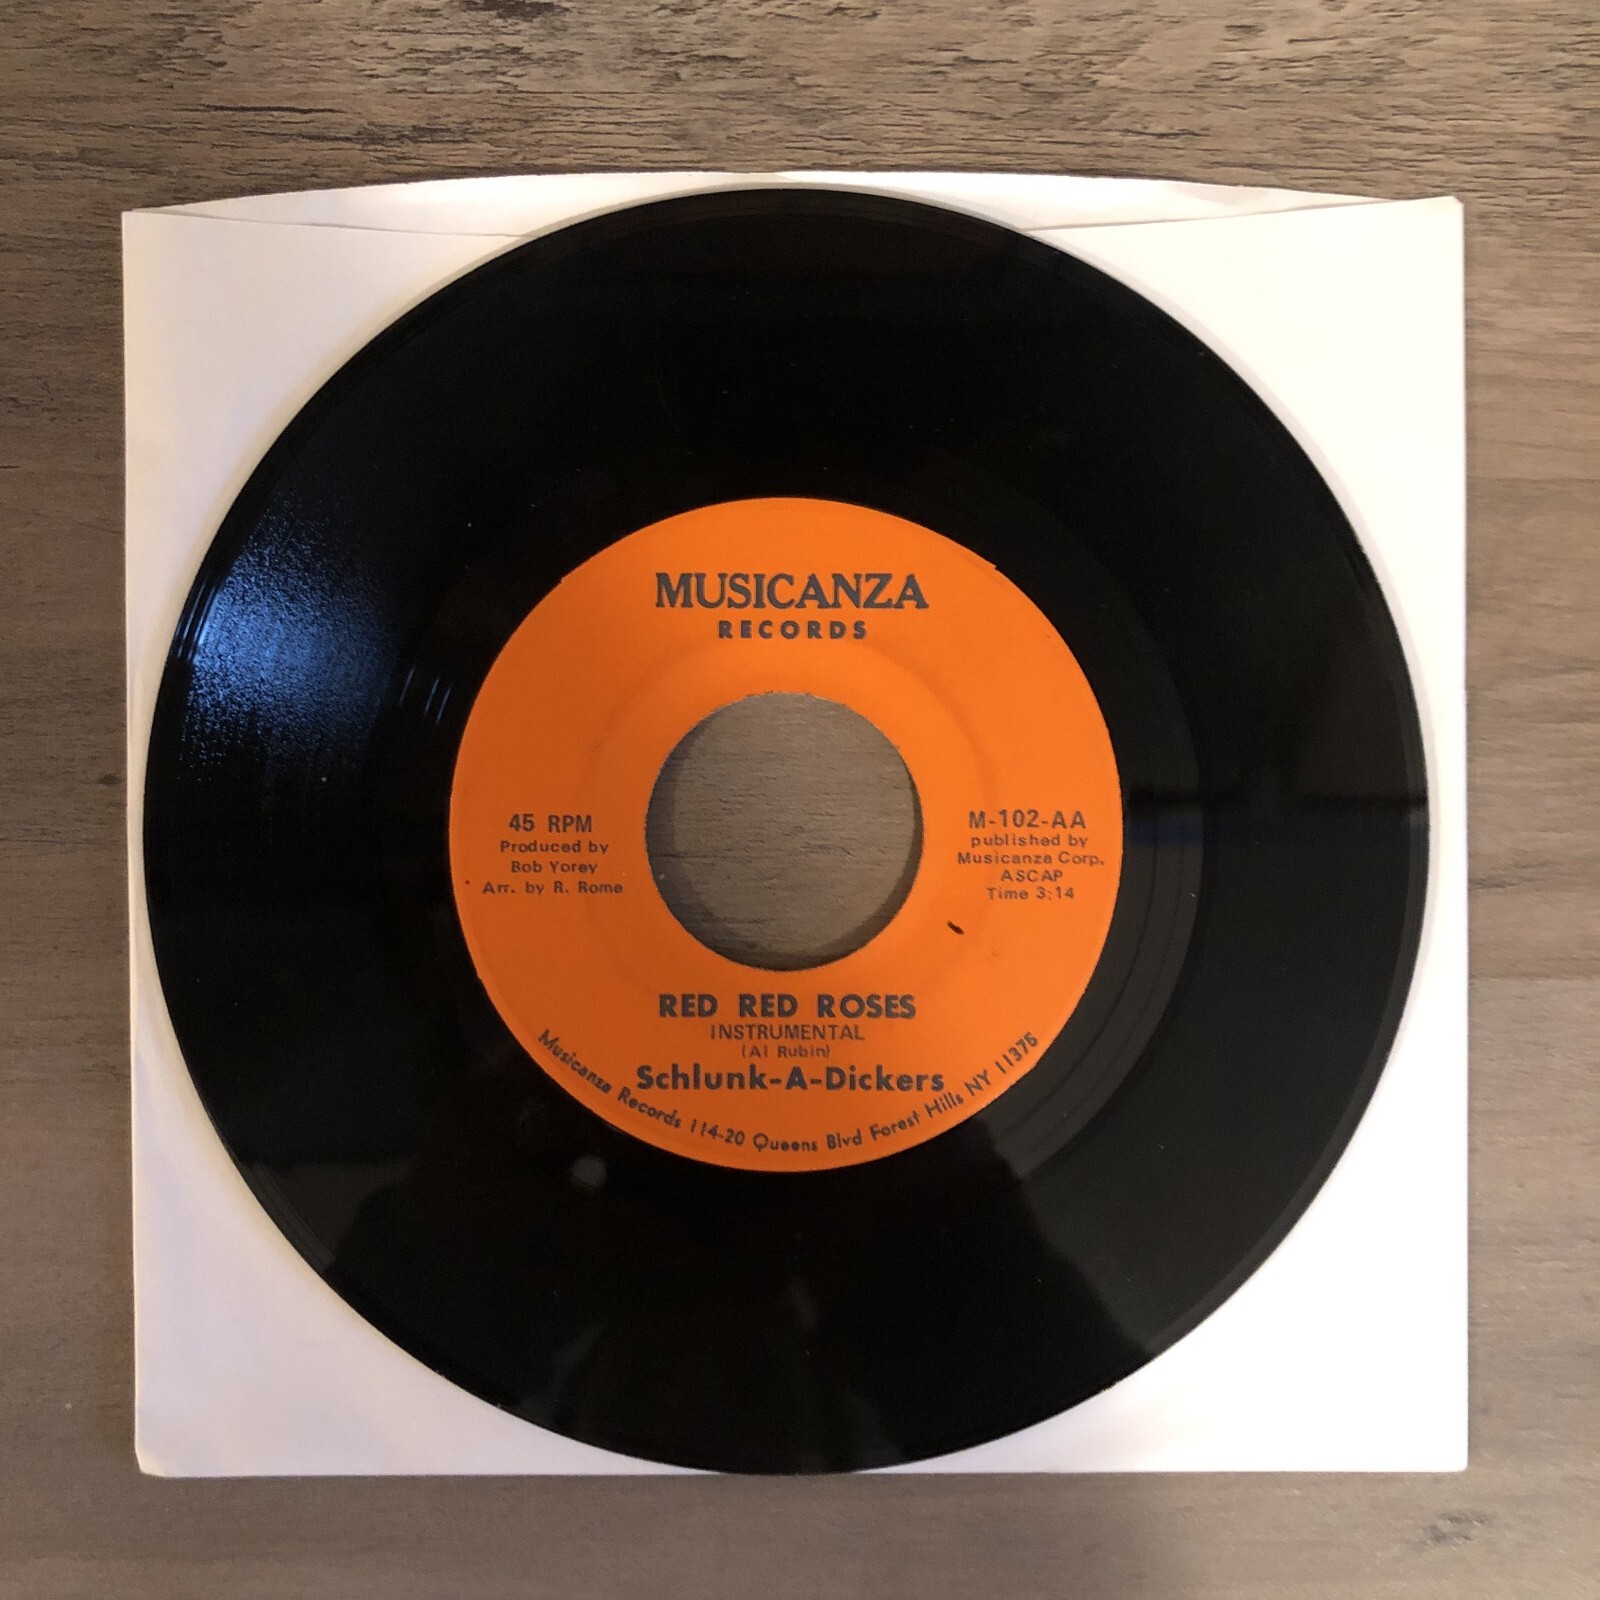 MUSICANZA
RECORDS
45 RPM
Produced by
Bob Yorey
Arr. by R. Rome
M-102-AA
published by
Musicanza Corp.
ASCAP
Time 3:14
RED RED ROSES
INSTRUMENTAL
(Al Rubin)
Schlunk-A-Dickers
Musicanza Records 114-20 Queens Blvd Forest Hills NY 11375